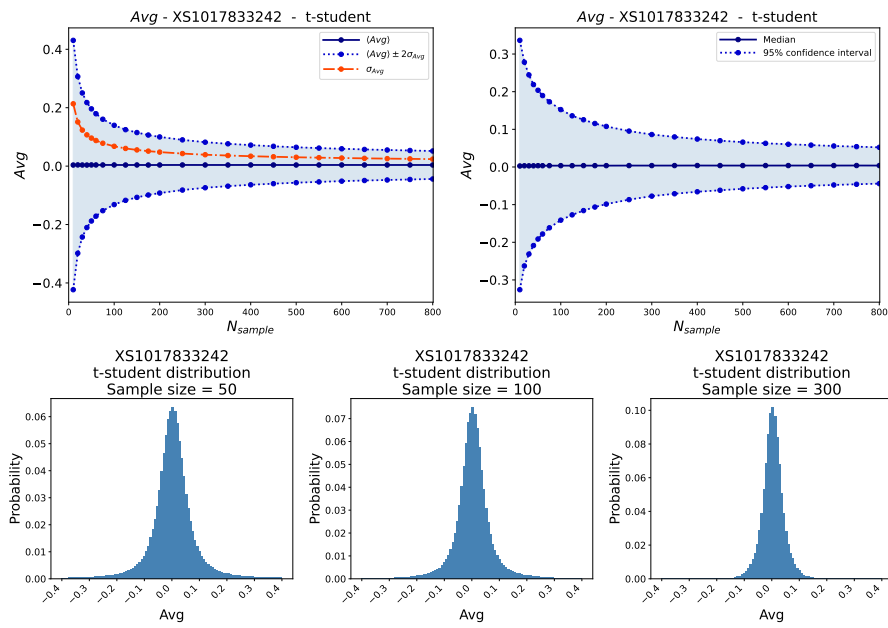 Avg - XS1017833242 - t-student
⟨Avg⟩
⟨Avg⟩ ± 2σAvg
σAvg
0.4
0.2
0.0
−0.2
−0.4
Avg
0 100 200 300 400 500 600 700 800
Nsample
Avg - XS1017833242 - t-student
Median
95% confidence interval
0.3
0.2
0.1
0.0
−0.1
−0.2
−0.3
Avg
0 100 200 300 400 500 600 700 800
Nsample
XS1017833242
t-student distribution
Sample size = 50
0.06
0.05
0.04
0.03
0.02
0.01
0.00
Probability
−0.4 −0.3 −0.2 −0.1 0.0 0.1 0.2 0.3 0.4
Avg
XS1017833242
t-student distribution
Sample size = 100
0.07
0.06
0.05
0.04
0.03
0.02
0.01
0.00
Probability
−0.4 −0.3 −0.2 −0.1 0.0 0.1 0.2 0.3 0.4
Avg
XS1017833242
t-student distribution
Sample size = 300
0.10
0.08
0.06
0.04
0.02
0.00
Probability
−0.4 −0.3 −0.2 −0.1 0.0 0.1 0.2 0.3 0.4
Avg